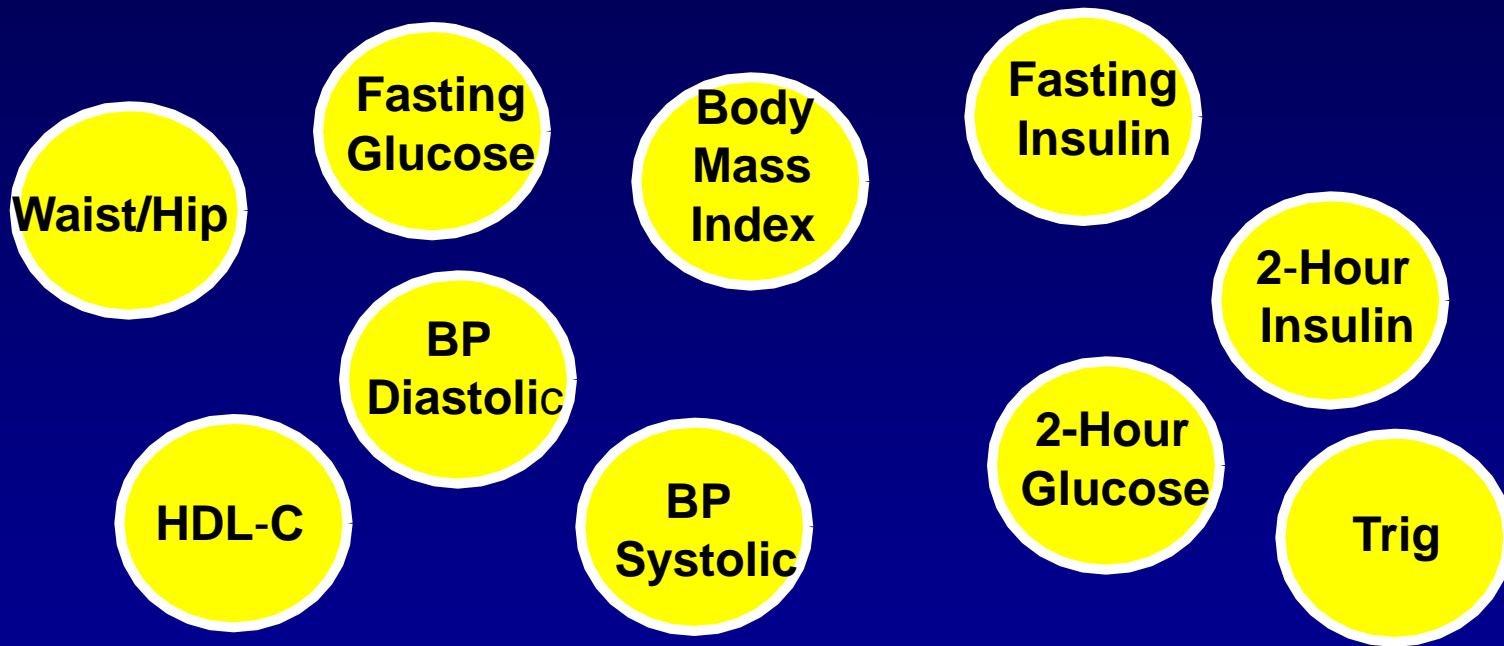 Waist/Hip
Fasting
Glucose
Body
Mass
Index
Fasting
Insulin
2-Hour
Insulin
BP
Diastolic
HDL-C
BP
Systolic
2-Hour
Glucose
Trig